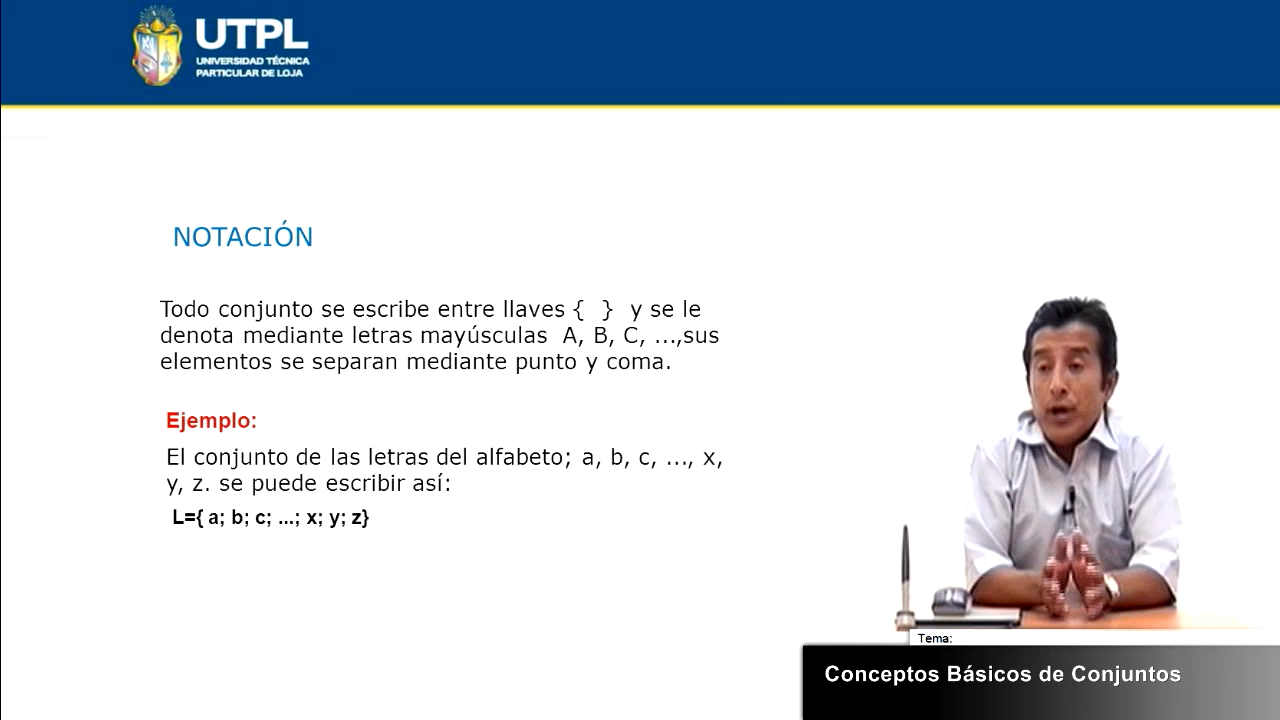 UTPL
UNIVERSIDAD TÉCNICA
PARTICULAR DE LOJA
NOTACIÓN
Todo conjunto se escribe entre llaves {  }  y se le
denota mediante letras mayúsculas  A, B, C, ...,sus
elementos se separan mediante punto y coma.
Ejemplo:
El conjunto de las letras del alfabeto; a, b, c, ..., x,
y, z. se puede escribir así:
L={ a; b; c; ...; x; y; z}
Tema:
Conceptos Básicos de Conjuntos